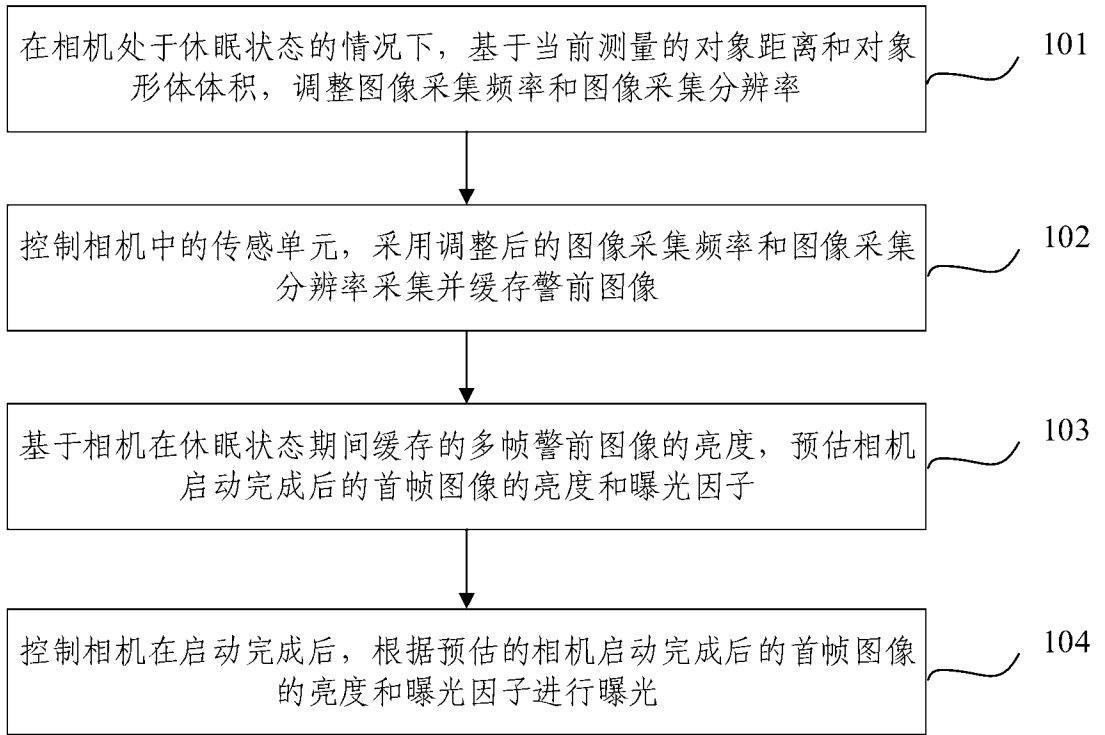 在相机处于休眠状态的情况下，基于当前测量的对象距离和对象
形体体积，调整图像采集频率和图像采集分辨率
101
控制相机中的传感单元，采用调整后的图像采集频率和图像采集
分辨率采集并缓存警前图像
102
基于相机在休眠状态期间缓存的多帧警前图像的亮度，预估相机
启动完成后的首帧图像的亮度和曝光因子
103
控制相机在启动完成后，根据预估的相机启动完成后的首帧图像
的亮度和曝光因子进行曝光
104